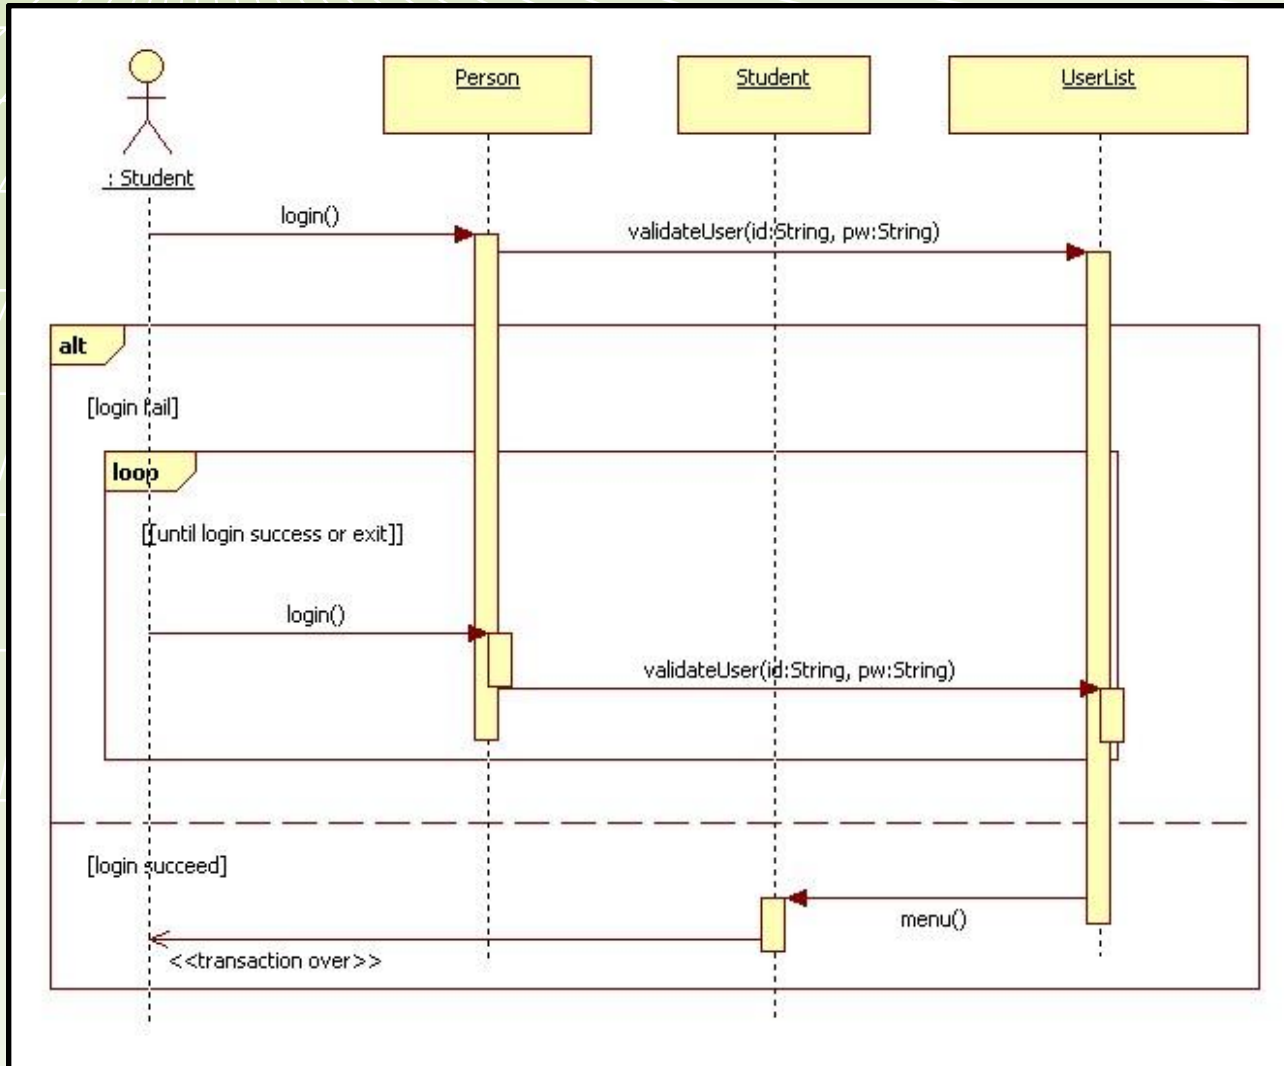 Person
Student
UserList
: Student
login()
validateUser(id:String, pw:String)
alt
[login fail]
loop
[[until login success or exit]]
login()
validateUser(id:String, pw:String)
[login succeed]
menu()
<<transaction over>>